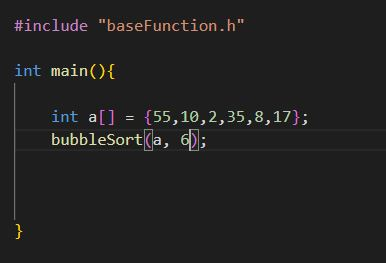 #include "baseFunction.h"
int main(){
int a[] = {55,10,2,35,8,17};
bubbleSort(a, 6);
}